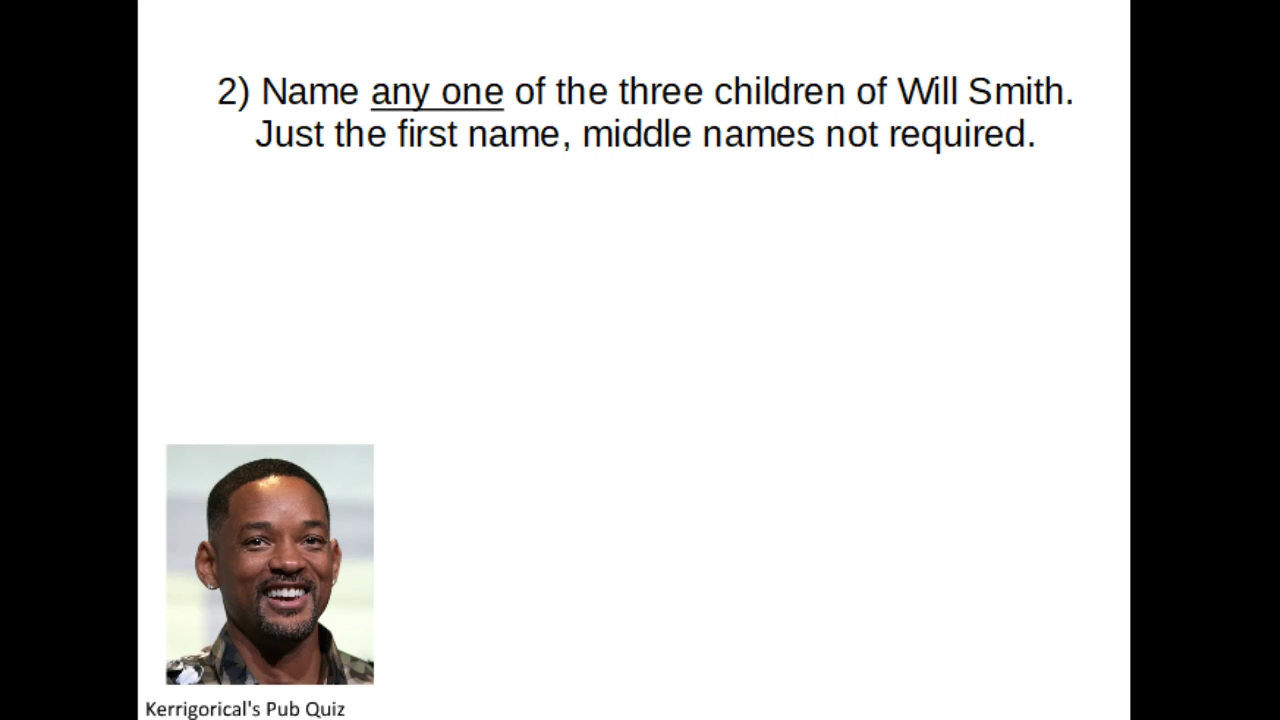 2) Name any one of the three children of Will Smith.
Just the first name, middle names not required.
Kerrigorical's Pub Quiz